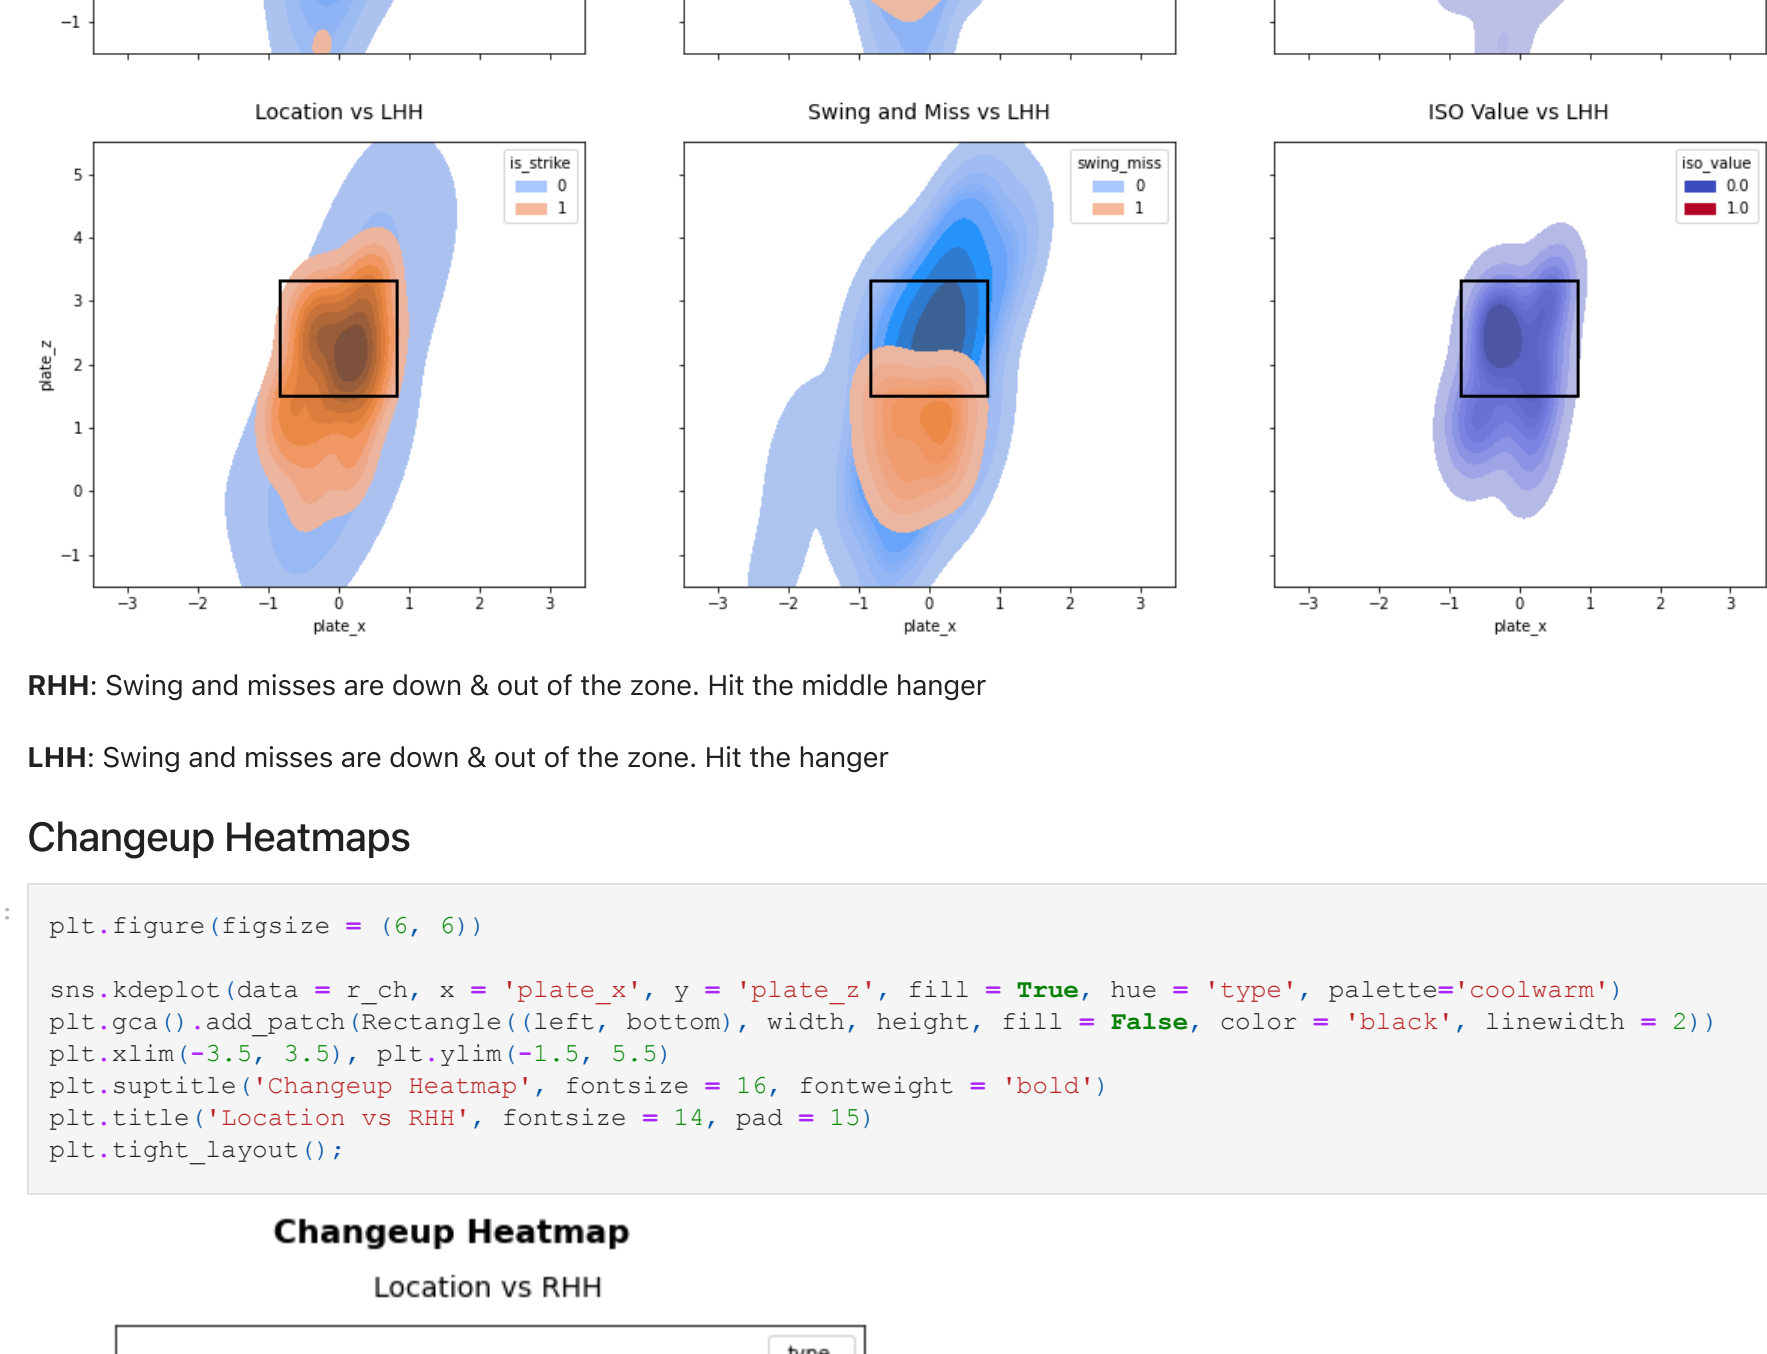 −1
Location vs LHH
Swing and Miss vs LHH
ISO Value vs LHH
is_strike
0
1
swing_miss
0
1
iso_value
0.0
1.0
5
4
3
2
1
0
−1
plate_z
−3 −2 −1 0 1 2 3
−3 −2 −1 0 1 2 3
−3 −2 −1 0 1 2 3
plate_x
plate_x
plate_x
RHH: Swing and misses are down & out of the zone. Hit the middle hanger
LHH: Swing and misses are down & out of the zone. Hit the hanger
Changeup Heatmaps
:
plt.figure(figsize = (6, 6))
sns.kdeplot(data = r_ch, x = 'plate_x', y = 'plate_z', fill = True, hue = 'type', palette='coolwarm')
plt.gca().add_patch(Rectangle((left, bottom), width, height, fill = False, color = 'black', linewidth = 2))
plt.xlim(-3.5, 3.5), plt.ylim(-1.5, 5.5)
plt.suptitle('Changeup Heatmap', fontsize = 16, fontweight = 'bold')
plt.title('Location vs RHH', fontsize = 14, pad = 15)
plt.tight_layout();
Changeup Heatmap
Location vs RHH
type